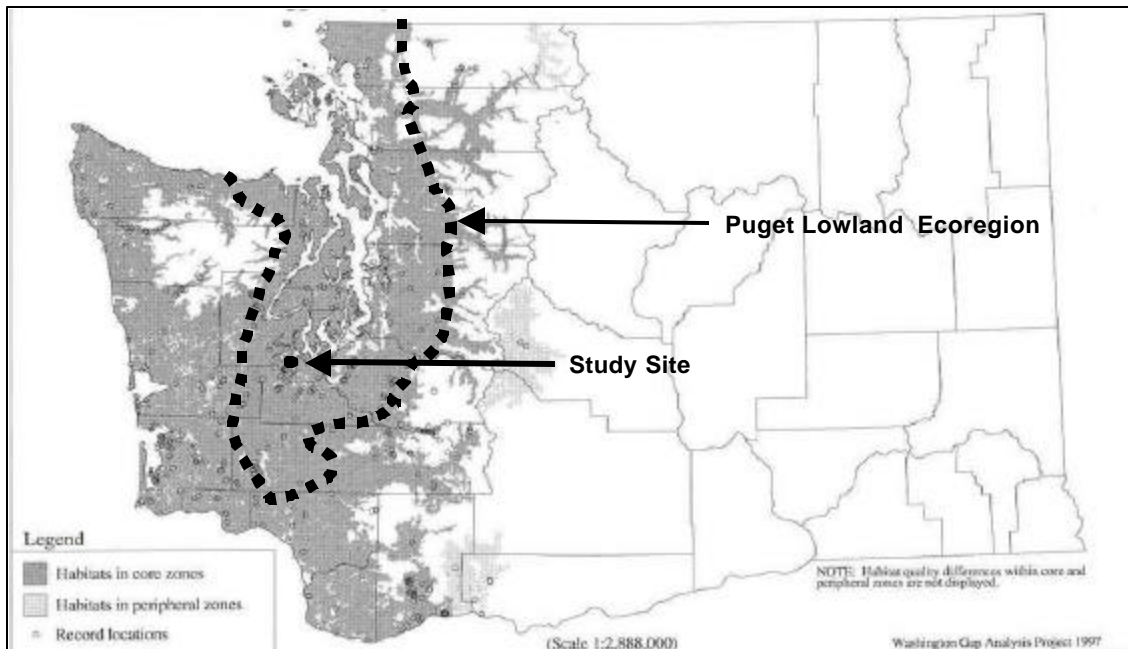 Puget Lowland Ecoregion
Study Site
Legend
Habitats in core zones
Habitats in peripheral zones
Record locations
NOTE: Habitat quality differences within core and
peripheral zones are not displayed.
(Scale 1:2,888,000)
Washington Gap Analysis Project 1997